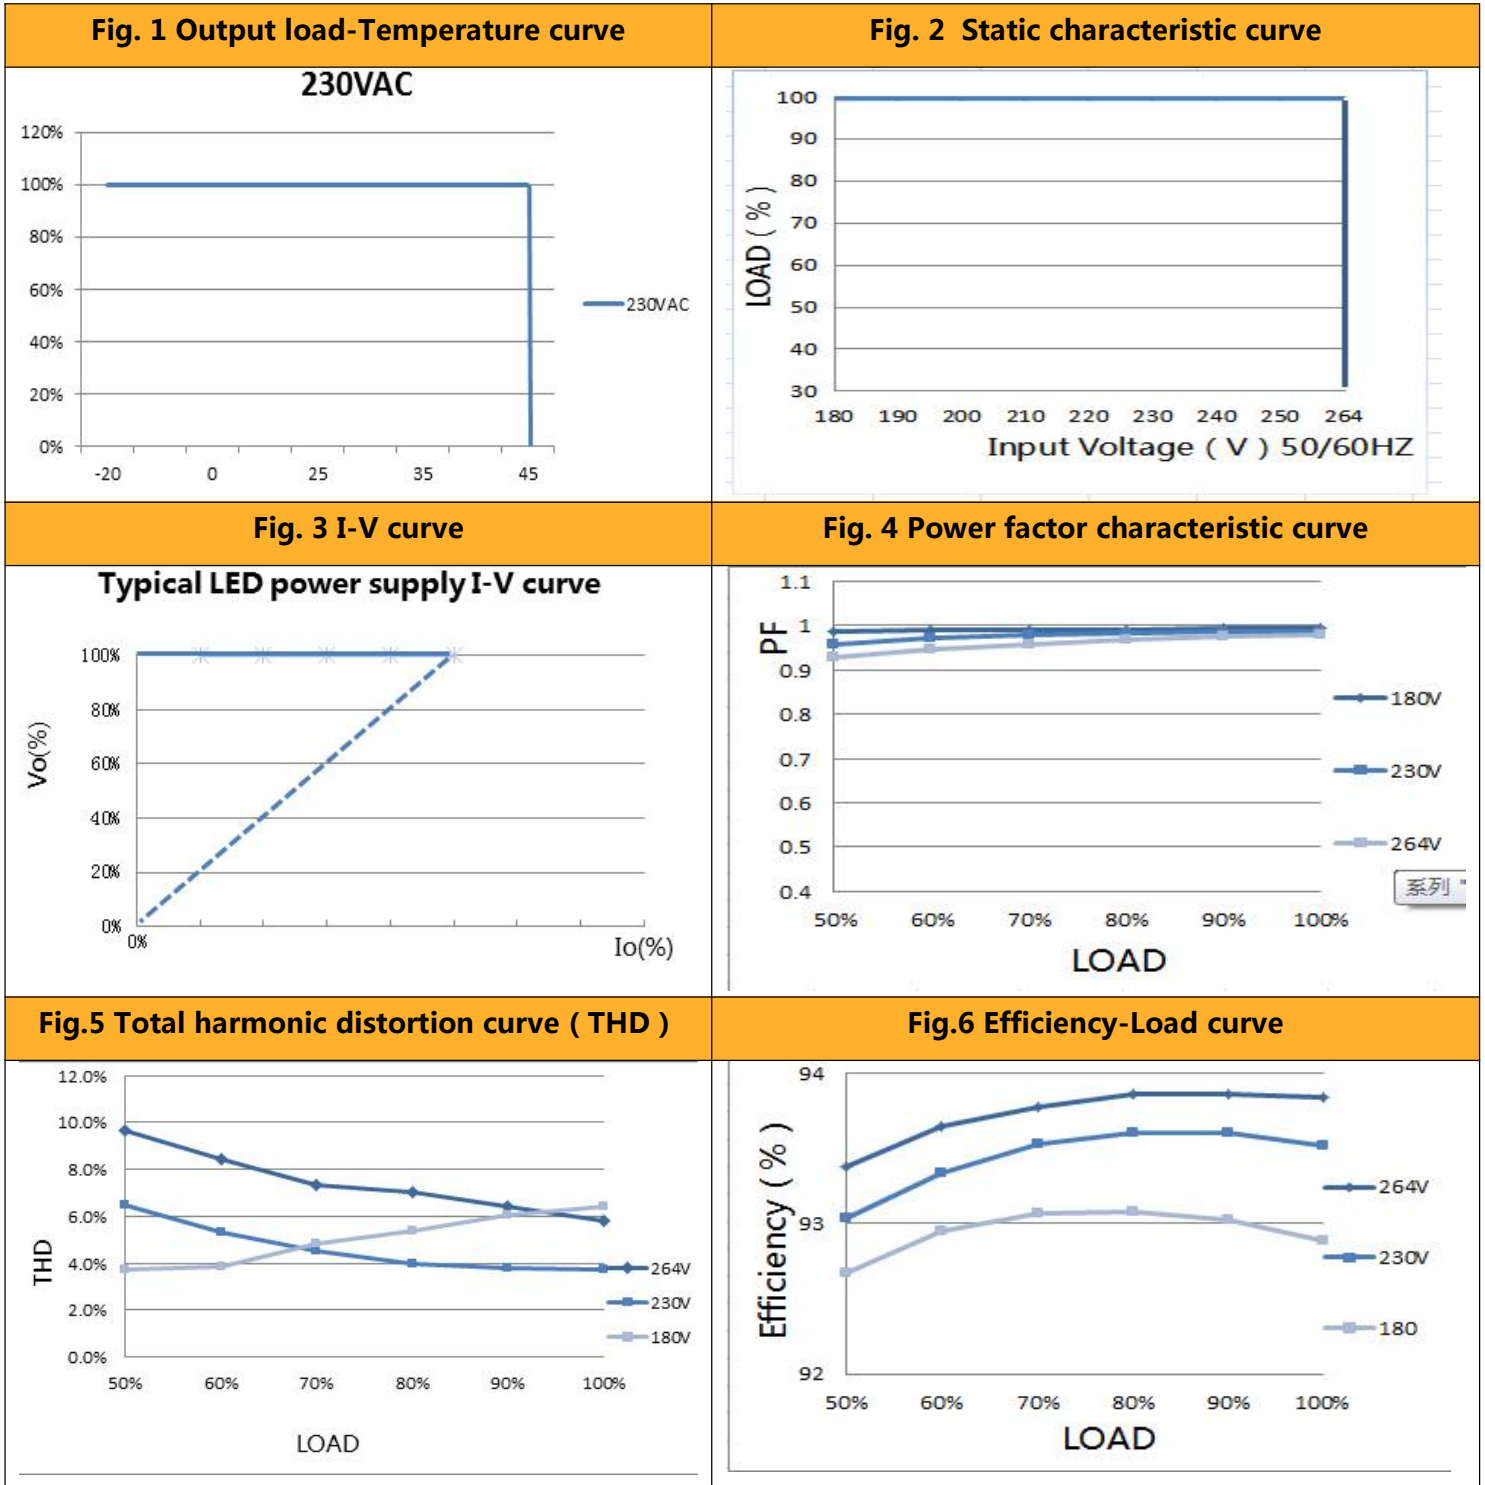 Fig. 1 Output load-Temperature curve
230VAC
120%
100%
80%
60%
40%
20%
0%
-20 0 25 35 45
230VAC
Fig. 2 Static characteristic curve
LOAD ( % )
100
90
80
70
60
50
40
30
180 190 200 210 220 230 240 250 264
Input Voltage ( V ) 50/60HZ
Fig. 3 I-V curve
Typical LED power supply I-V curve
Vo(%)
100%
80%
60%
40%
20%
0%
0%
Io(%)
Fig. 4 Power factor characteristic curve
PF
1.1
1
0.9
0.8
0.7
0.6
0.5
0.4
50% 60% 70% 80% 90% 100%
LOAD
180V
230V
264V
系列
Fig.5 Total harmonic distortion curve ( THD )
THD
12.0%
10.0%
8.0%
6.0%
4.0%
2.0%
0.0%
50% 60% 70% 80% 90% 100%
LOAD
264V
230V
180V
Fig.6 Efficiency-Load curve
Efficiency ( % )
94
93
92
50% 60% 70% 80% 90% 100%
LOAD
264V
230V
180